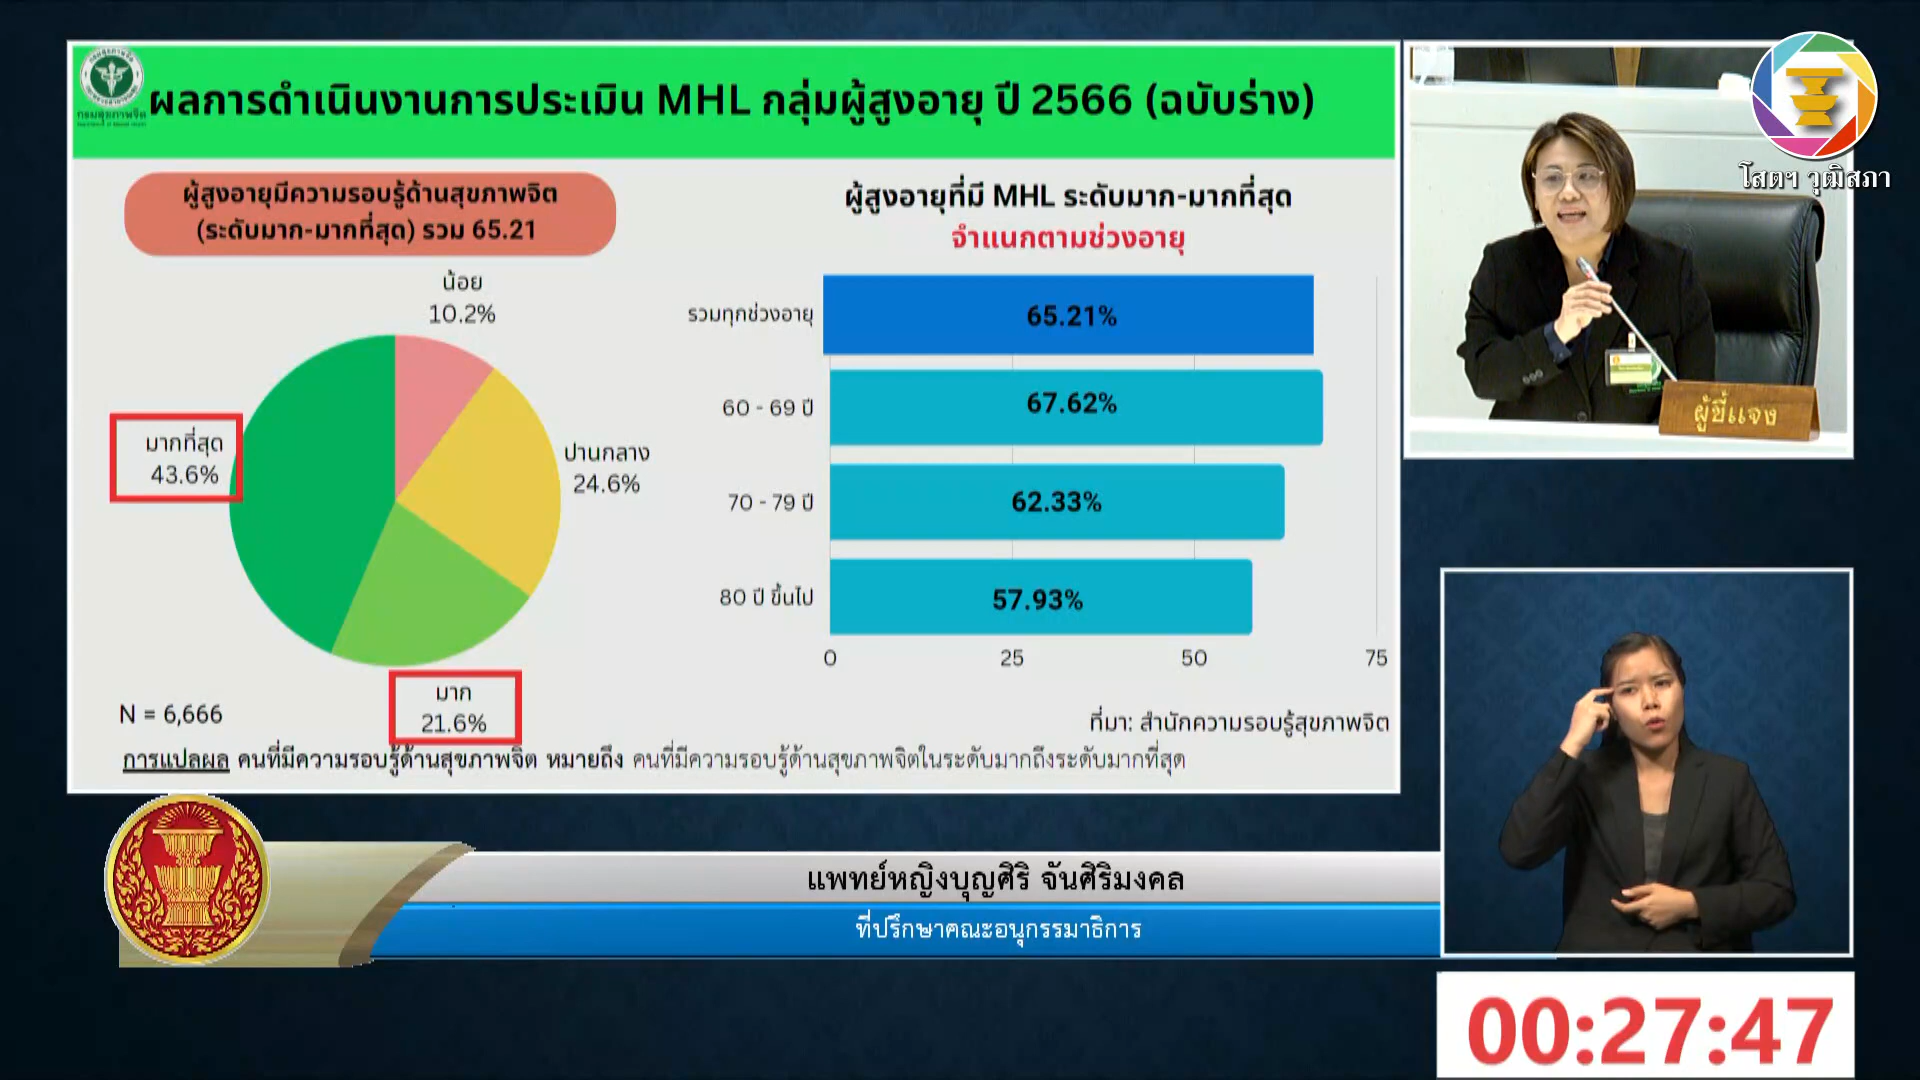 ผลการดำเนินงานการประเมิน MHL กลุ่มผู้สูงอายุ ปี 2566 (ฉบับร่าง)
กรมสุขภาพจิต
ผู้สูงอายุมีความรอบรู้ด้านสุขภาพจิต
(ระดับมาก-มากที่สุด) รวม 65.21
น้อย
10.2%
ปานกลาง
24.6%
มากที่สุด
43.6%
มาก
21.6%
N = 6,666
ผู้สูงอายุที่มี MHL ระดับมาก-มากที่สุด
จำแนกตามช่วงอายุ
รวมทุกช่วงอายุ 65.21%
60 - 69 ปี 67.62%
70 - 79 ปี 62.33%
80 ปี ขึ้นไป 57.93%
0 25 50 75
ที่มา: สำนักความรอบรู้สุขภาพจิต
การแปลผล คนที่มีความรอบรู้ด้านสุขภาพจิต หมายถึง คนที่มีความรอบรู้ด้านสุขภาพจิตในระดับมากถึงระดับมากที่สุด
โสตฯ วุฒิสภา
ผู้ชี้แจง
แพทย์หญิงบุญศิริ จันศิริมงคล
ที่ปรึกษาคณะอนุกรรมาธิการ
00:27:47